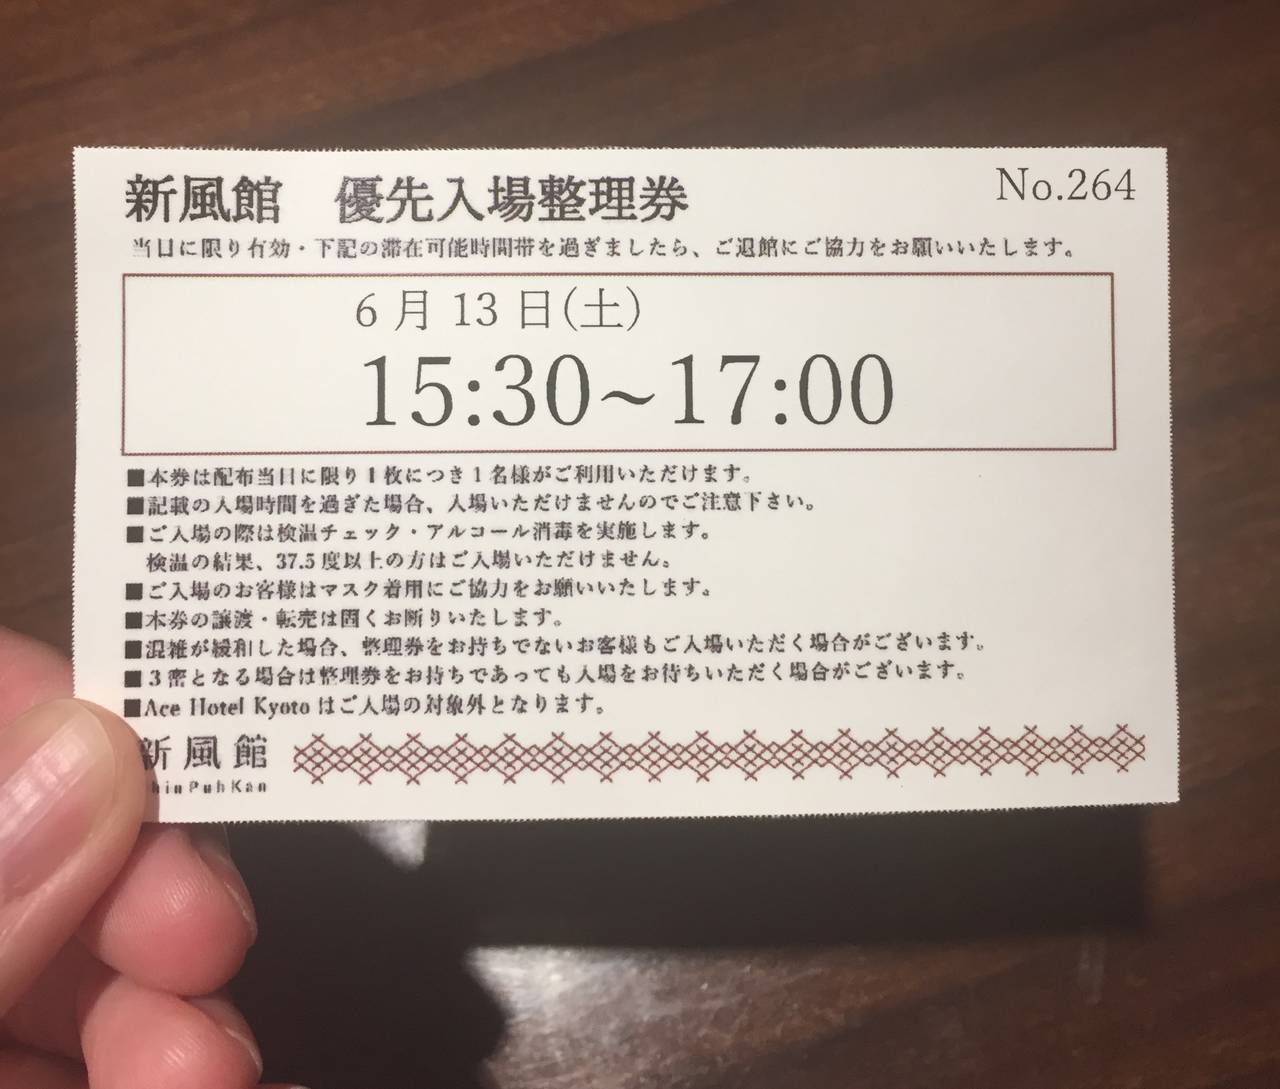 新風館　優先入場整理券
No.264
当日に限り有効・下記の滞在可能時間帯を過ぎましたら、ご退館にご協力をお願いいたします。
6月13日(土)
15:30~17:00
■本券は配布当日に限り1枚につき1名様がご利用いただけます。
■記載の入場時間を過ぎた場合、入場いただけませんのでご注意下さい。
■ご入場の際は検温チェック・アルコール消毒を実施します。
検温の結果、37.5度以上の方はご入場いただけません。
■ご入場のお客様はマスク着用にご協力をお願いいたします。
■本券の譲渡・転売は固くお断りいたします。
■混雑が緩和した場合、整理券をお持ちでないお客様もご入場いただく場合がございます。
■3密となる場合は整理券をお持ちであっても入場をお待ちいただく場合がございます。
■Ace Hotel Kyotoはご入場の対象外となります。
新風館
hinPuhKan